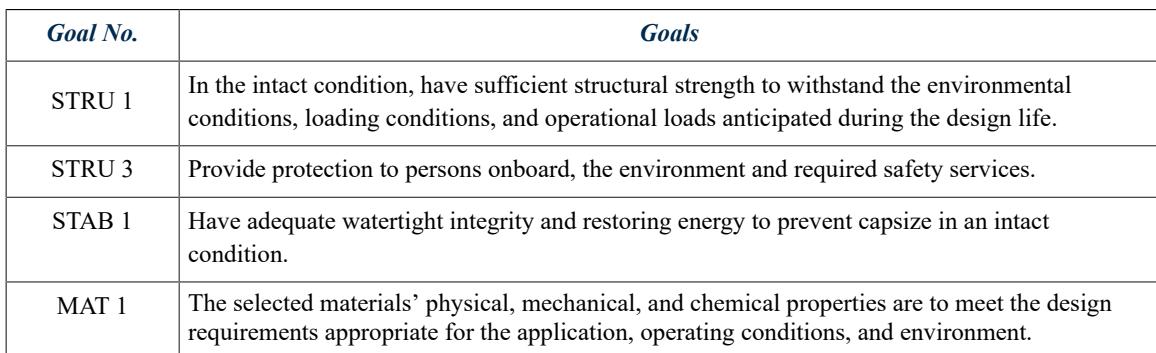 Goal No. Goals
STRU 1
In the intact condition, have sufficient structural strength to withstand the environmental
conditions, loading conditions, and operational loads anticipated during the design life.
STRU 3 Provide protection to persons onboard, the environment and required safety services.
STAB 1 Have adequate watertight integrity and restoring energy to prevent capsize in an intact
condition.
MAT 1 The selected materials’ physical, mechanical, and chemical properties are to meet the design
requirements appropriate for the application, operating conditions, and environment.